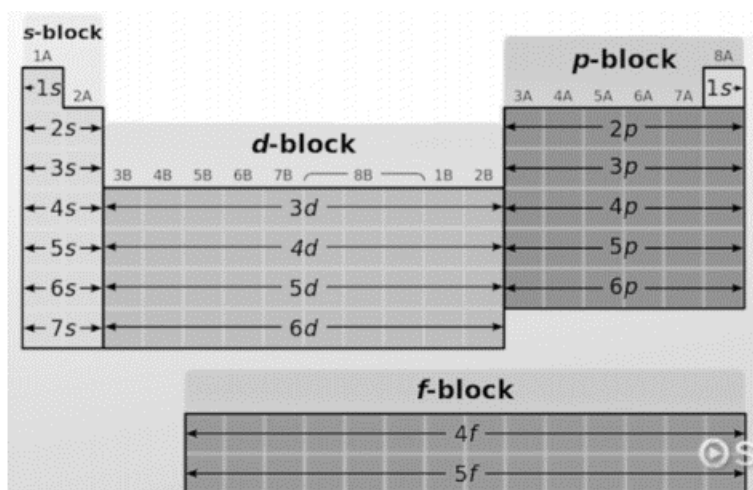 s-block
1A
p-block
8A
1s
2A
3A 4A 5A 6A 7A
1s
2s
d-block
2p
3s
3B 4B 5B 6B 7B 8B 1B 2B
3p
4s
3d
4p
5s
4d
5p
6s
5d
6p
7s
6d
f-block
4f
5f